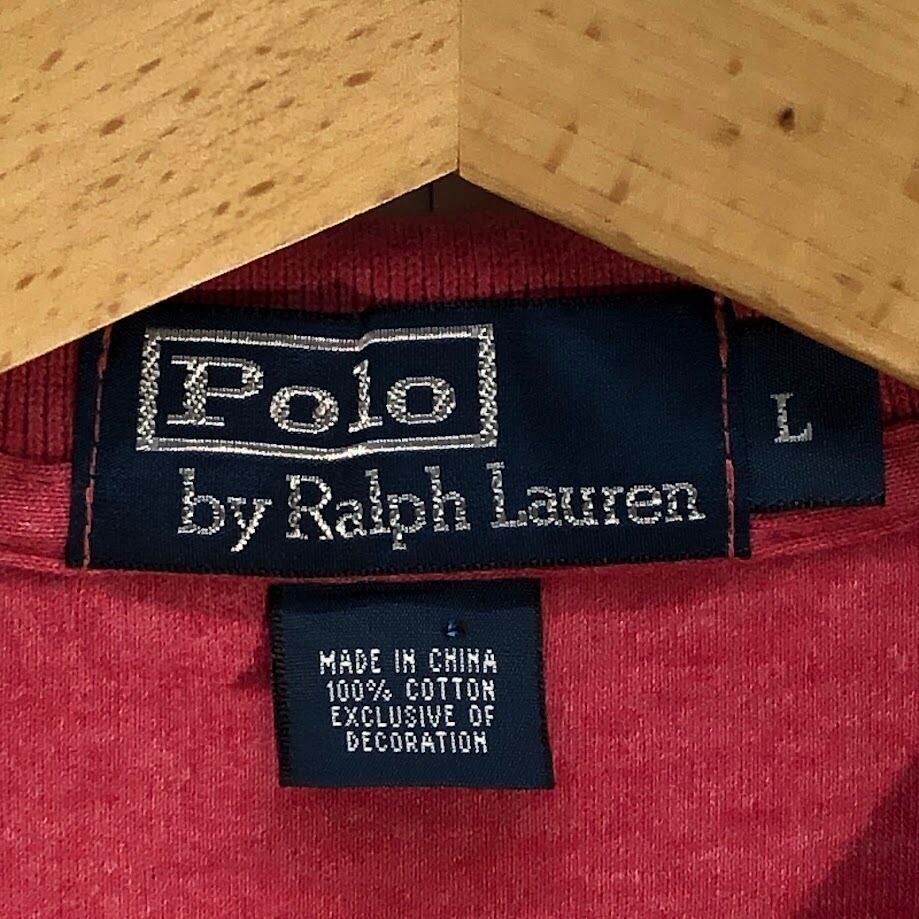 Polo
by Ralph Lauren
L
MADE IN CHINA
100% COTTON
EXCLUSIVE OF
DECORATION